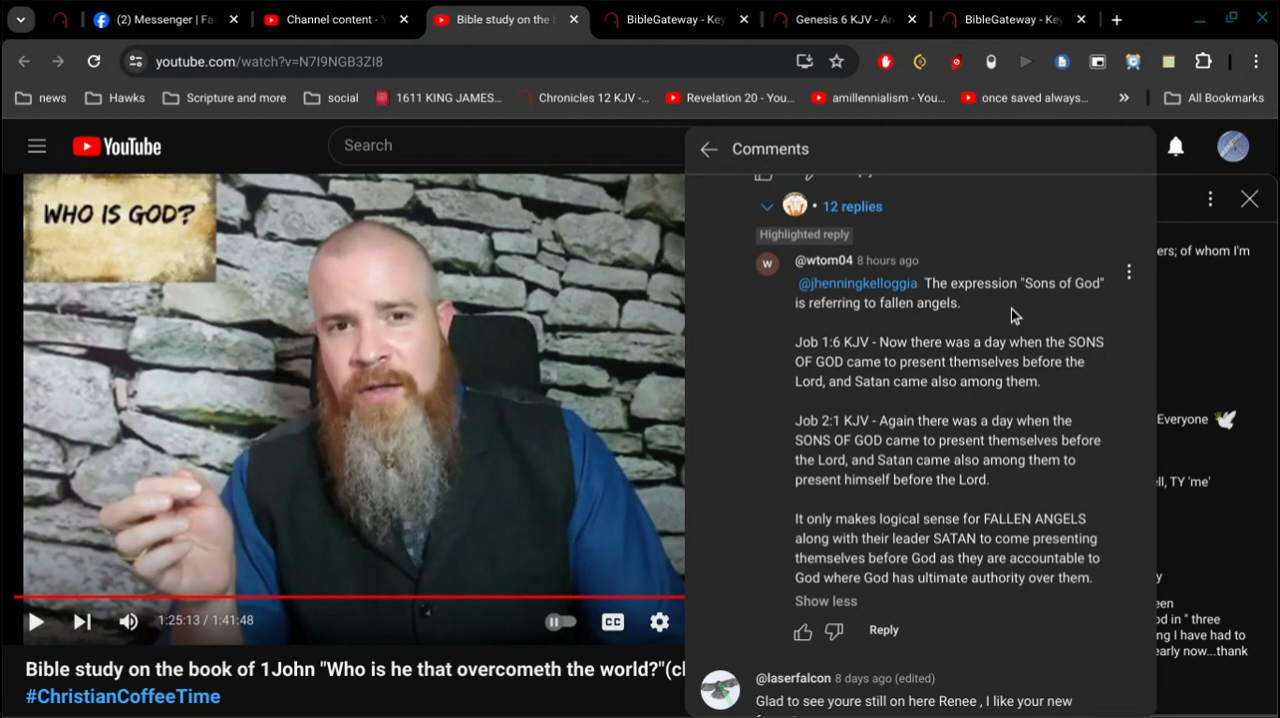 (2) Messenger | Fa
Channel content - Y
Bible study on the
BibleGateway - Key
Genesis 6 KJV - An
BibleGateway - Key
youtube.com/watch?v=N7I9NGB3ZI8
news
Hawks
Scripture and more
social
1611 KING JAMES...
Chronicles 12 KJV -...
Revelation 20 - You...
amillennialism - You...
once saved always...
»
All Bookmarks
YouTube
Search
Comments
WHO IS GOD?
12 replies
Highlighted reply
W
@wtom04 8 hours ago
@jhenningkelloggia The expression "Sons of God"
is referring to fallen angels.
Job 1:6 KJV - Now there was a day when the SONS
OF GOD came to present themselves before the
Lord, and Satan came also among them.
Job 2:1 KJV - Again there was a day when the
SONS OF GOD came to present themselves before
the Lord, and Satan came also among them to
present himself before the Lord.
It only makes logical sense for FALLEN ANGELS
along with their leader SATAN to come presenting
themselves before God as they are accountable to
God where God has ultimate authority over them.
Show less
Reply
@laserfalcon 8 days ago (edited)
Glad to see youre still on here Renee , I like your new
ers; of whom I'm
Everyone
ll, TY 'me'
y
een
od in " three
ng I have had to
early now...thank
1:25:13 / 1:41:48
CC
Bible study on the book of 1John "Who is he that overcometh the world?"(cl
#ChristianCoffeeTime